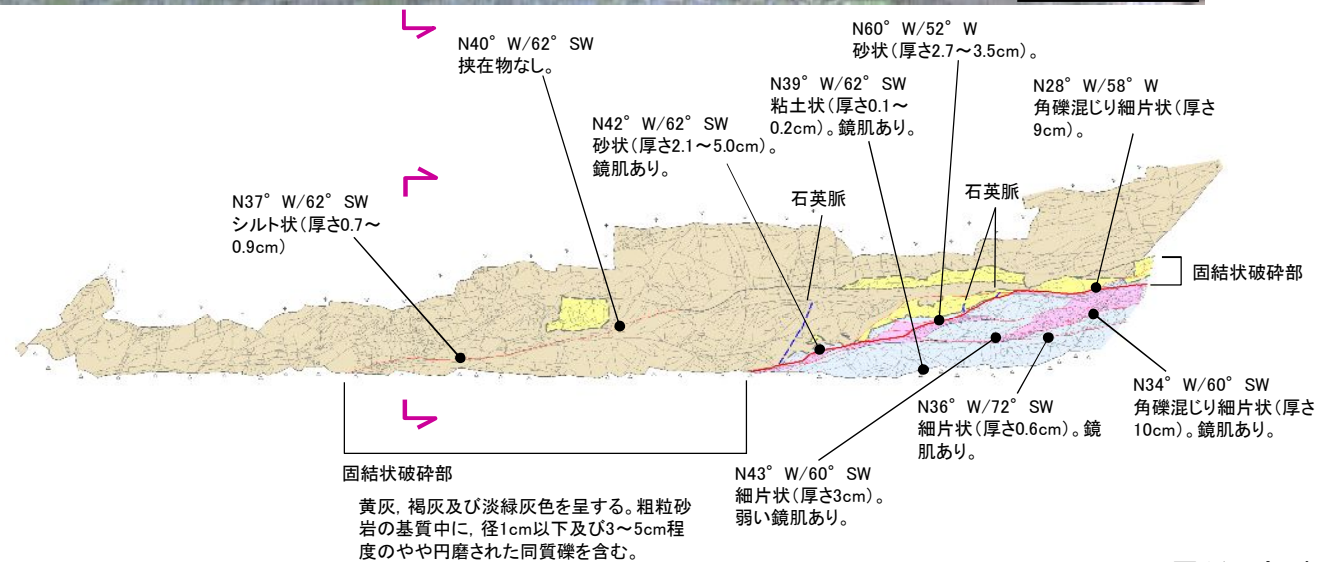 N60° W/52° W
砂状(厚さ2.7～3.5cm)。
N40° W/62° SW
挟在物なし。
N39° W/62° SW
粘土状(厚さ0.1～
0.2cm)。鏡肌あり。
N28° W/58° W
角礫混じり細片状(厚さ
9cm)。
N42° W/62° SW
砂状(厚さ2.1～5.0cm)。
鏡肌あり。
石英脈
石英脈
N37° W/62° SW
シルト状(厚さ0.7～
0.9cm)
固結状破砕部
N34° W/60° SW
角礫混じり細片状(厚さ
10cm)。鏡肌あり。
N36° W/72° SW
細片状(厚さ0.6cm)。鏡
肌あり。
N43° W/60° SW
細片状(厚さ3cm)。
弱い鏡肌あり。
固結状破砕部
黄灰，褐灰及び淡緑灰色を呈する。粗粒砂
岩の基質中に，径1cm以下及び3～5cm程
度のやや円磨された同質礫を含む。